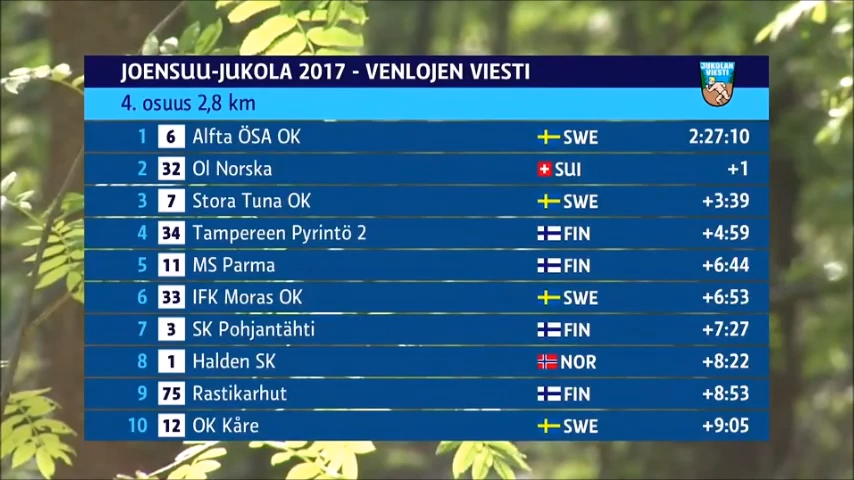 JOENSUU-JUKOLA 2017 - VENLOJEN VIESTI
JUKOLAN
VIESTI
4. osuus 2,8 km
1 6 Alfta ÖSA OK SWE 2:27:10
2 32 Ol Norska SUI +1
3 7 Stora Tuna OK SWE +3:39
4 34 Tampereen Pyrintö 2 FIN +4:59
5 11 MS Parma FIN +6:44
6 33 IFK Moras OK SWE +6:53
7 3 SK Pohjantähti FIN +7:27
8 1 Halden SK NOR +8:22
9 75 Rastikarhut FIN +8:53
10 12 OK Kåre SWE +9:05